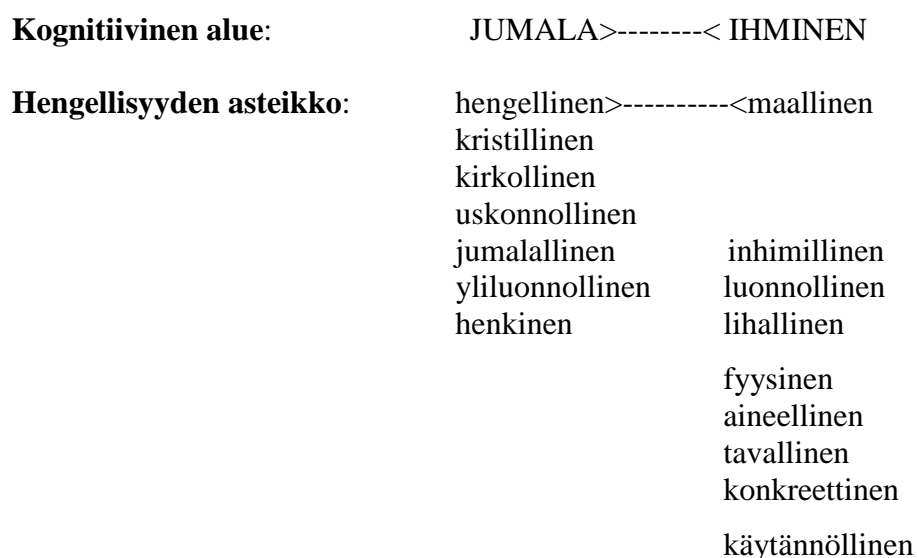 Kognitiivinen alue: JUMALA>--------< IHMINEN
Hengellisyyden asteikko: hengellinen>----------<maallinen
kristillinen
kirkollinen
uskonnollinen
jumalallinen inhimillinen
yliluonnollinen luonnollinen
henkinen lihallinen
fyysinen
aineellinen
tavallinen
konkreettinen
käytännöllinen